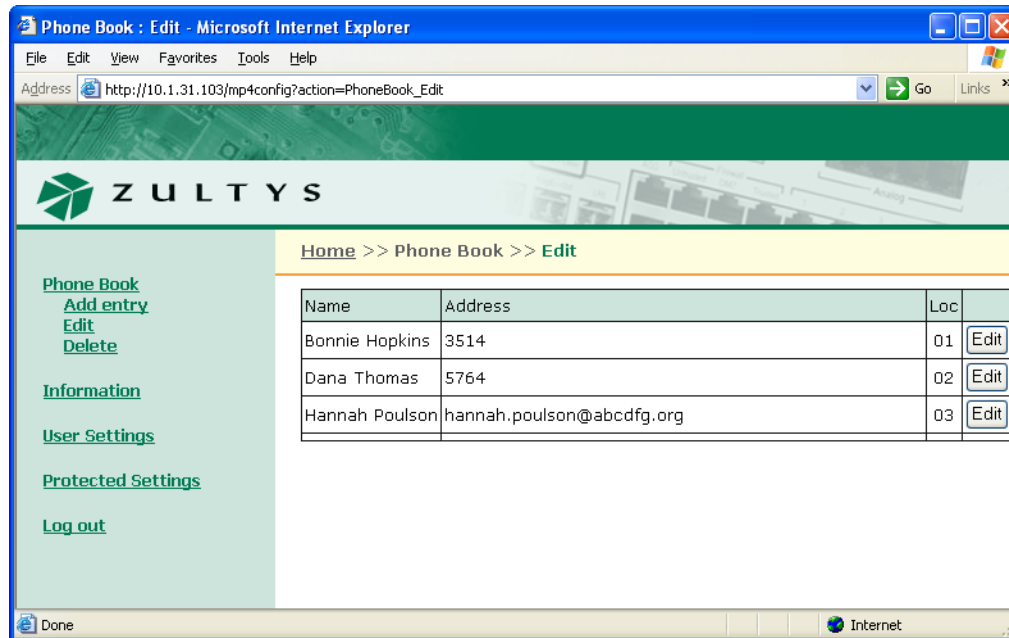 Phone Book : Edit - Microsoft Internet Explorer
File Edit View Favorites Tools Help
Address http://10.1.31.103/mp4config?action=PhoneBook_Edit Go Links »
ZULTYS
Analog
Home >> Phone Book >> Edit
Phone Book
Add entry
Edit
Delete
Information
User Settings
Protected Settings
Log out
Name Address Loc
Bonnie Hopkins 3514 01 Edit
Dana Thomas 5764 02 Edit
Hannah Poulson hannah.poulson@abcdfg.org 03 Edit
Done Internet